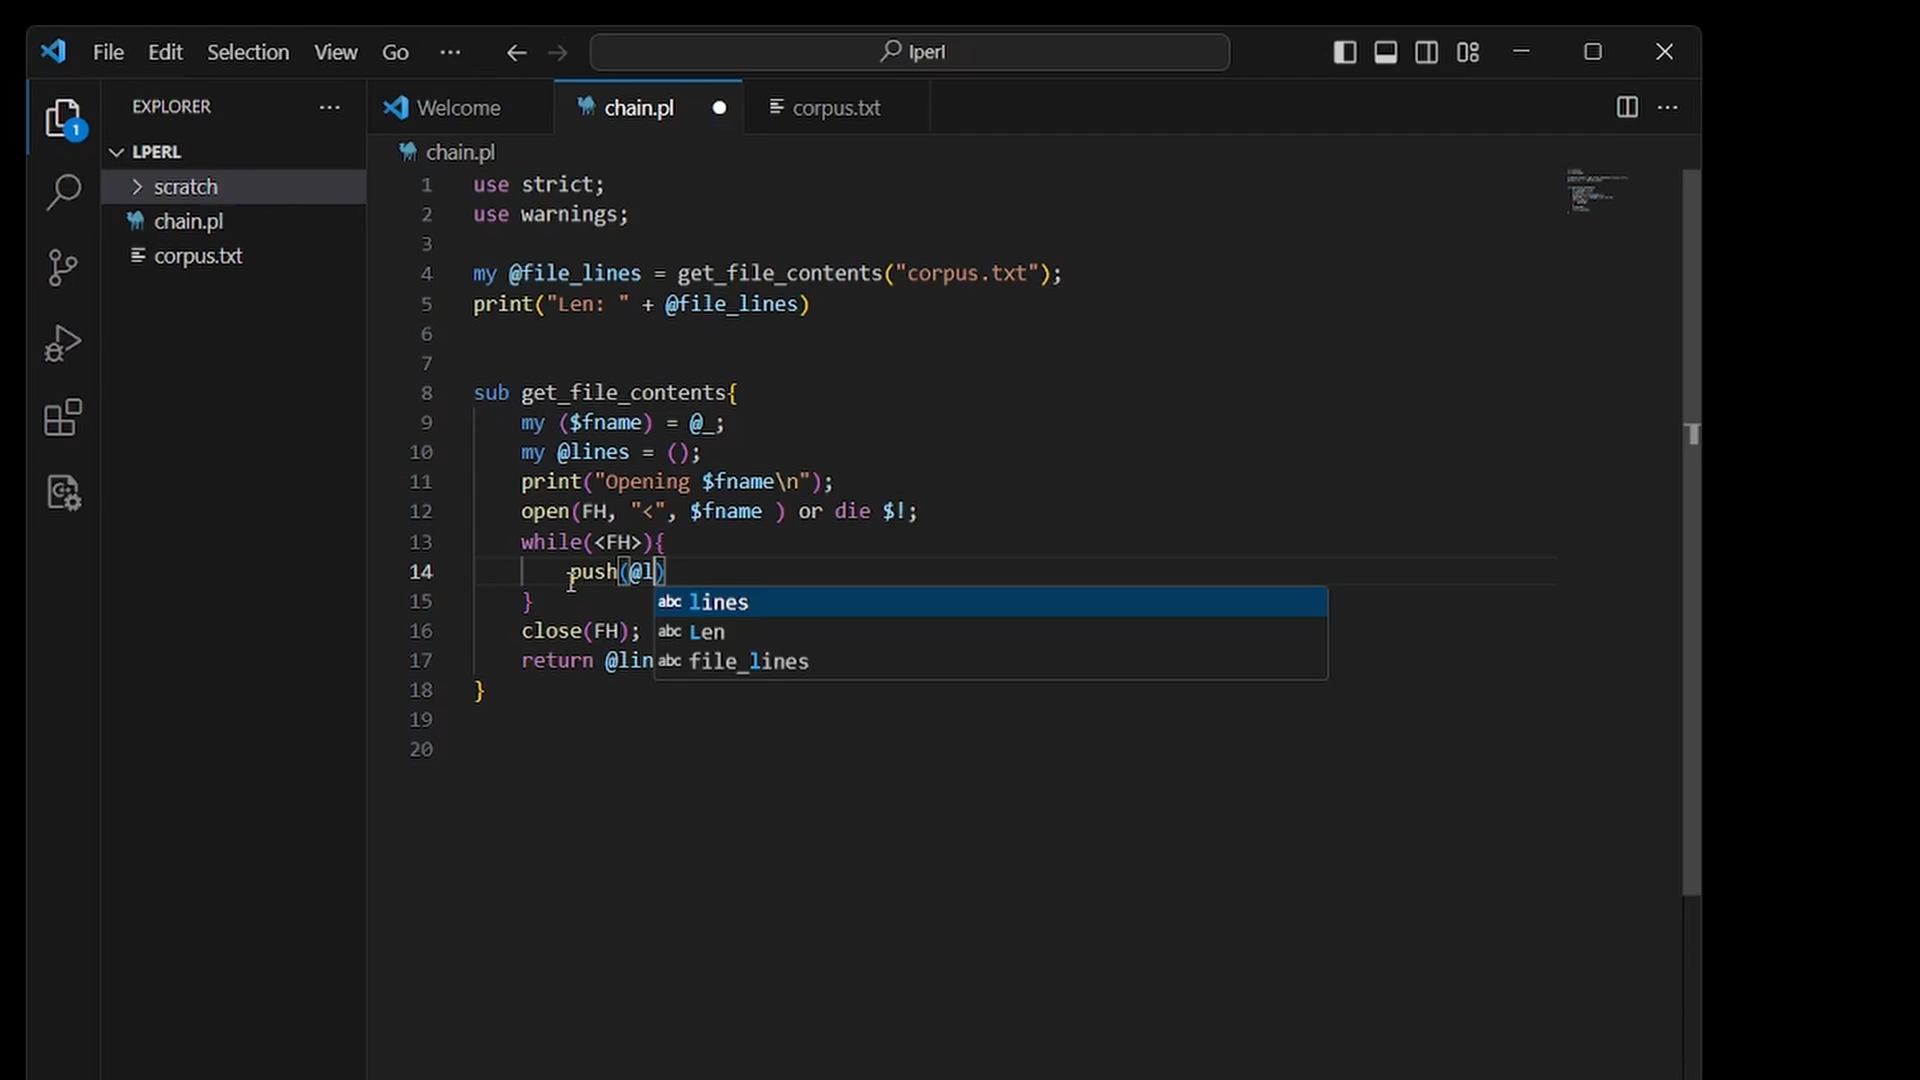 File Edit Selection View Go ··· lperl
EXPLORER ···
LPERL
scratch
chain.pl
corpus.txt
1
Welcome chain.pl corpus.txt ···
chain.pl
1 use strict;
2 use warnings;
3
4 my @file_lines = get_file_contents("corpus.txt");
5 print("Len: " + @file_lines)
6
7
8 sub get_file_contents{
9 my ($fname) = @_;
10 my @lines = ();
11 print("Opening $fname\n");
12 open(FH, "<", $fname ) or die $!;
13 while(<FH>){
14 push(@l)
15 }
16 close(FH);
17 return @lin
18 }
19
20
abc lines
abc Len
abc file_lines